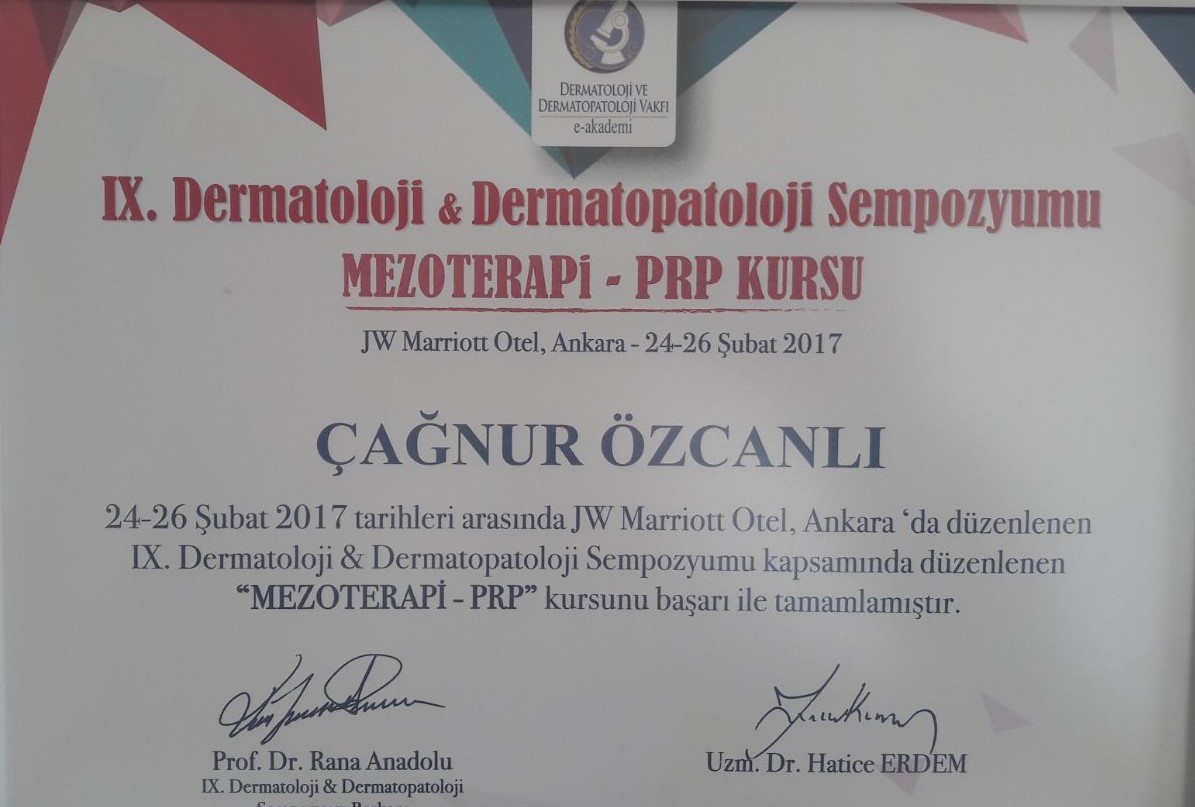 DERMATOLOJİ VE
DERMATOPATOLOJİ VAKFI
e-akademi
IX. Dermatoloji & Dermatopatoloji Sempozyumu
MEZOTERAPi - PRP KURSU
JW Marriott Otel, Ankara - 24-26 Şubat 2017
ÇAĞNUR ÖZCANLI
24-26 Şubat 2017 tarihleri arasında JW Marriott Otel, Ankara ‘da düzenlenen
IX. Dermatoloji & Dermatopatoloji Sempozyumu kapsamında düzenlenen
“MEZOTERAPİ - PRP” kursunu başarı ile tamamlamıştır.
Prof. Dr. Rana Anadolu
Uzm. Dr. Hatice ERDEM
IX. Dermatoloji & Dermatopatoloji